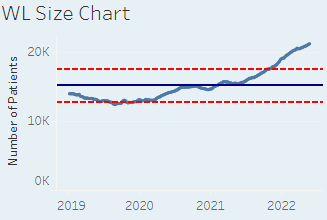 WL Size Chart
Number of Patients
20K
10K
0K
2019 2020 2021 2022